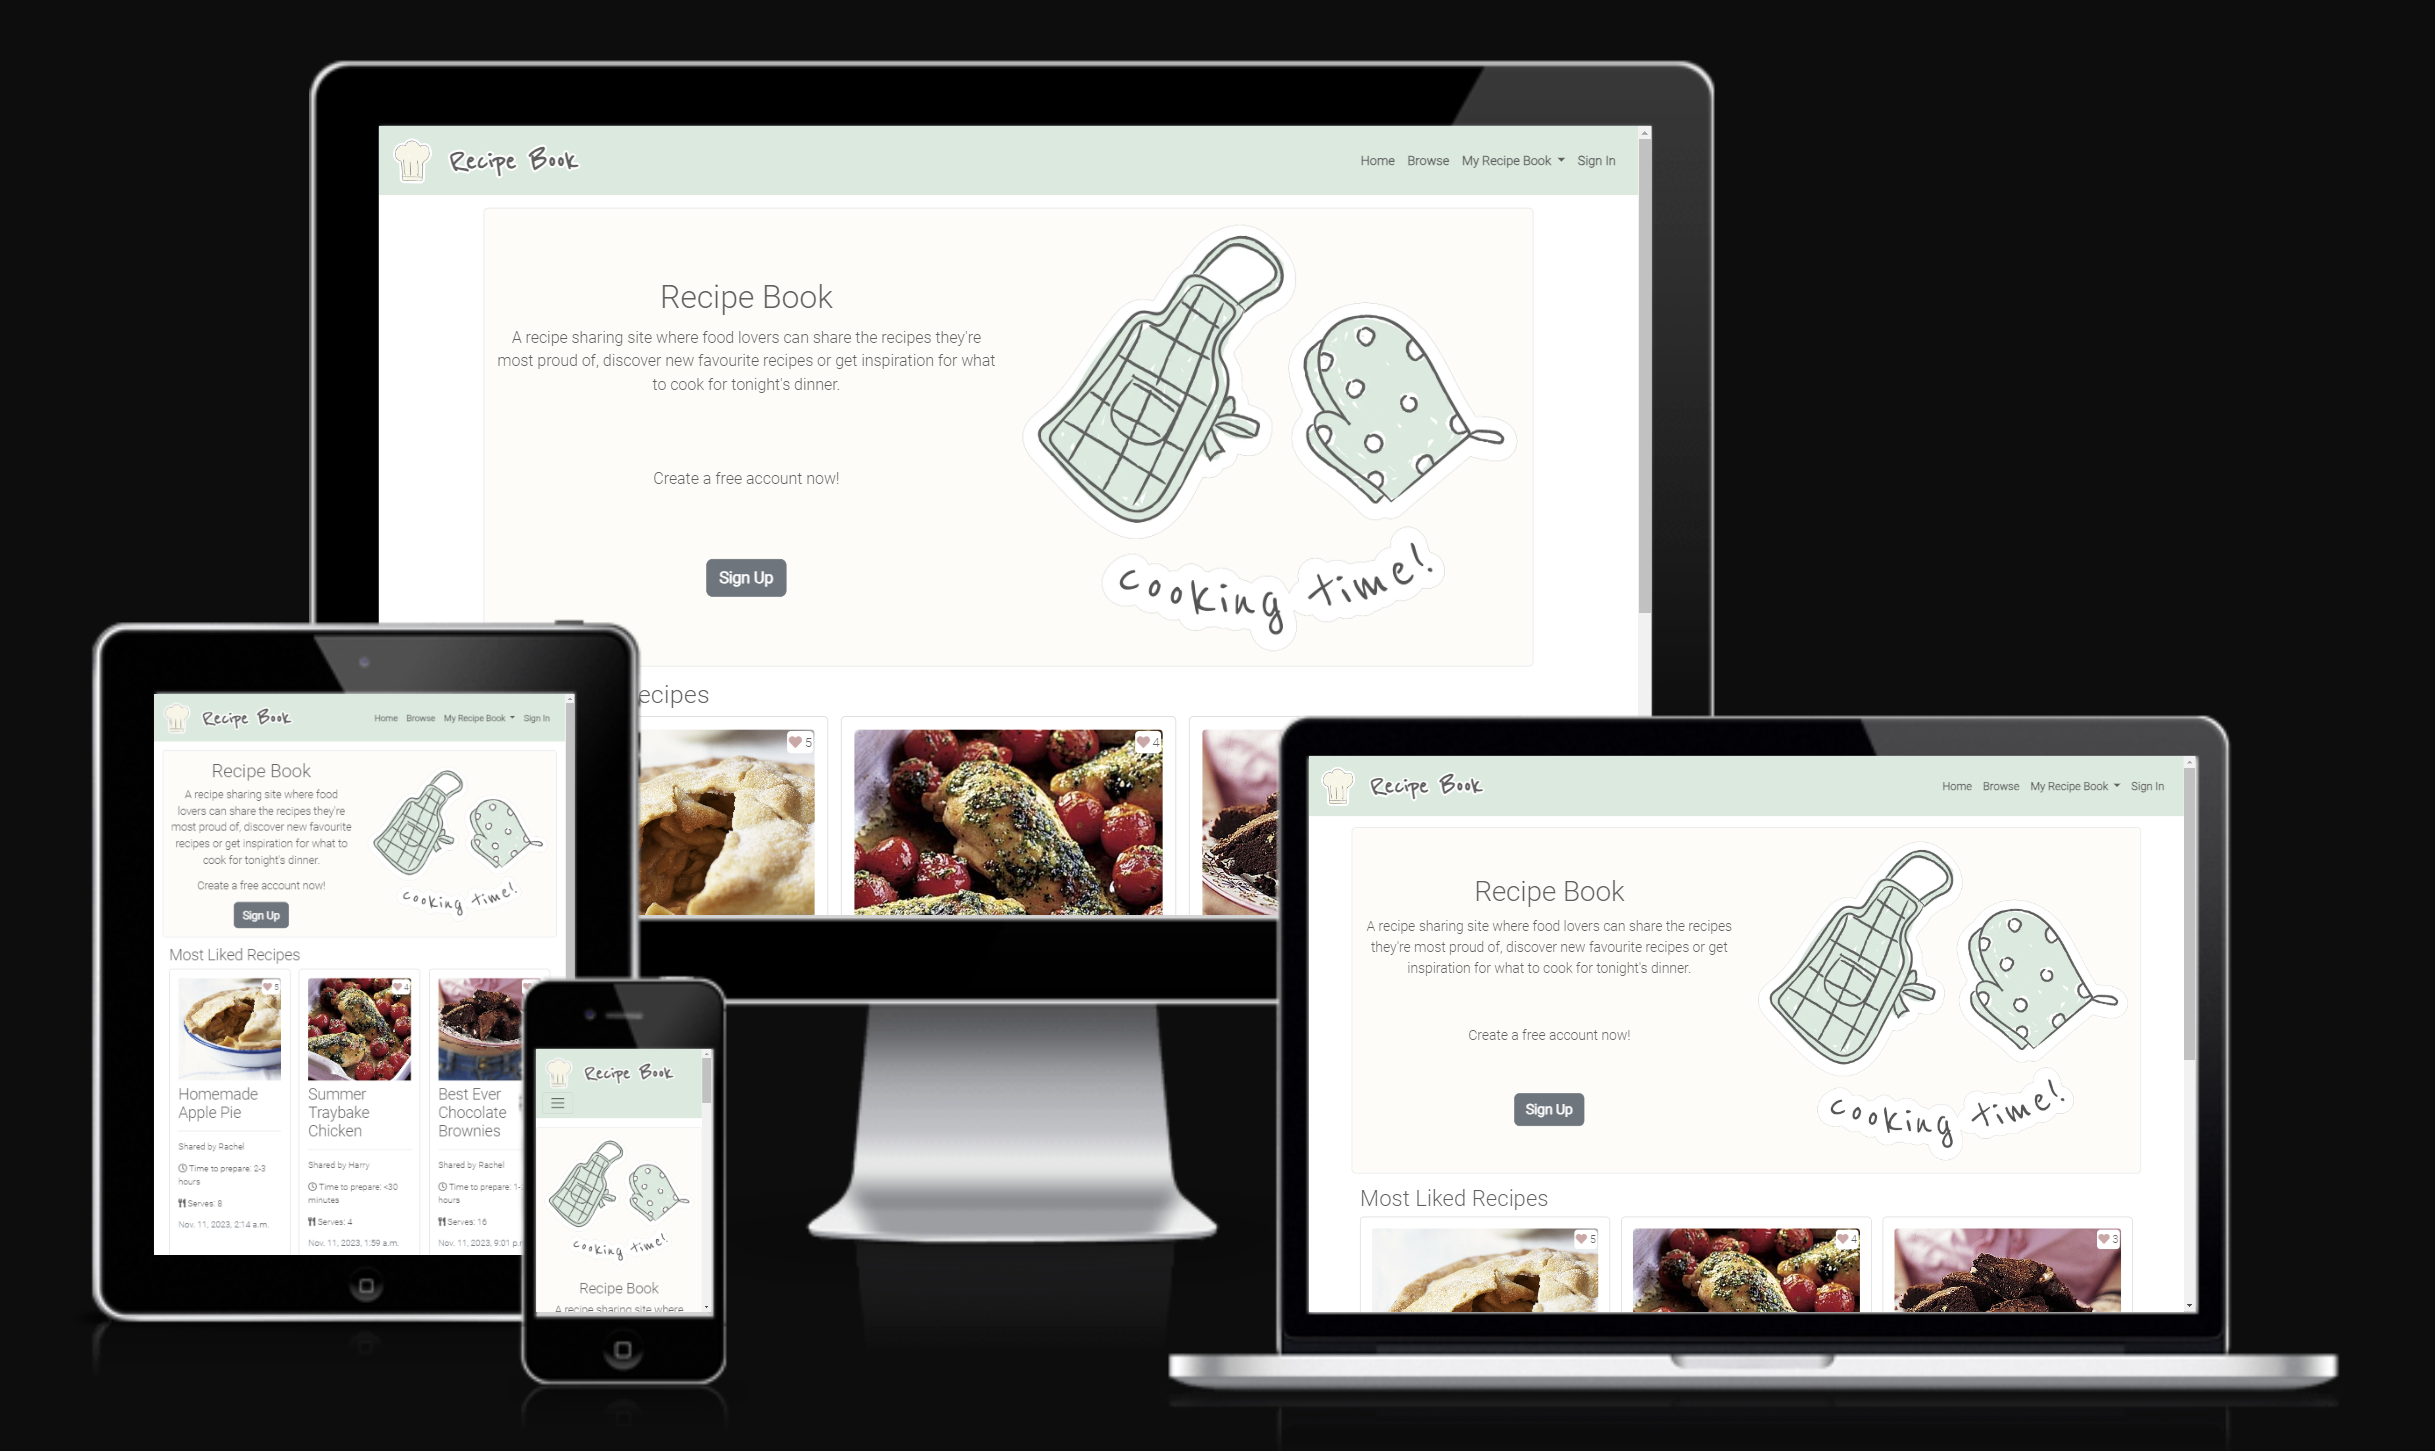 Recipe Book
Home Browse My Recipe Book Sign In
Recipe Book
A recipe sharing site where food lovers can share the recipes they're
most proud of, discover new favourite recipes or get inspiration for what
to cook for tonight's dinner.
Create a free account now!
Sign Up
cooking time!
ecipes
5
4
Recipe Book
Home Browse My Recipe Book Sign In
Recipe Book
A recipe sharing site where food
lovers can share the recipes they're
most proud of, discover new favourite
recipes or get inspiration for what to
cook for tonight's dinner.
Create a free account now!
Sign Up
cooking time!
Most Liked Recipes
5
4
Homemade
Apple Pie
Shared by Rachel
Time to prepare: 2-3
hours
Serves: 8
Nov. 11, 2023, 2:14 a.m.
Summer
Traybake
Chicken
Shared by Harry
Time to prepare: <30
minutes
Serves: 4
Nov. 11, 2023, 1:59 a.m.
Best Ever
Chocolate
Brownies
Shared by Rachel
Time to prepare: 1-
hours
Serves: 16
Nov. 11, 2023, 9:01 p.
Recipe Book
cooking time!
Recipe Book
A recipe sharing site where
Recipe Book
Home Browse My Recipe Book Sign In
Recipe Book
A recipe sharing site where food lovers can share the recipes
they're most proud of, discover new favourite recipes or get
inspiration for what to cook for tonight's dinner.
Create a free account now!
Sign Up
cooking time!
Most Liked Recipes
5
4
3